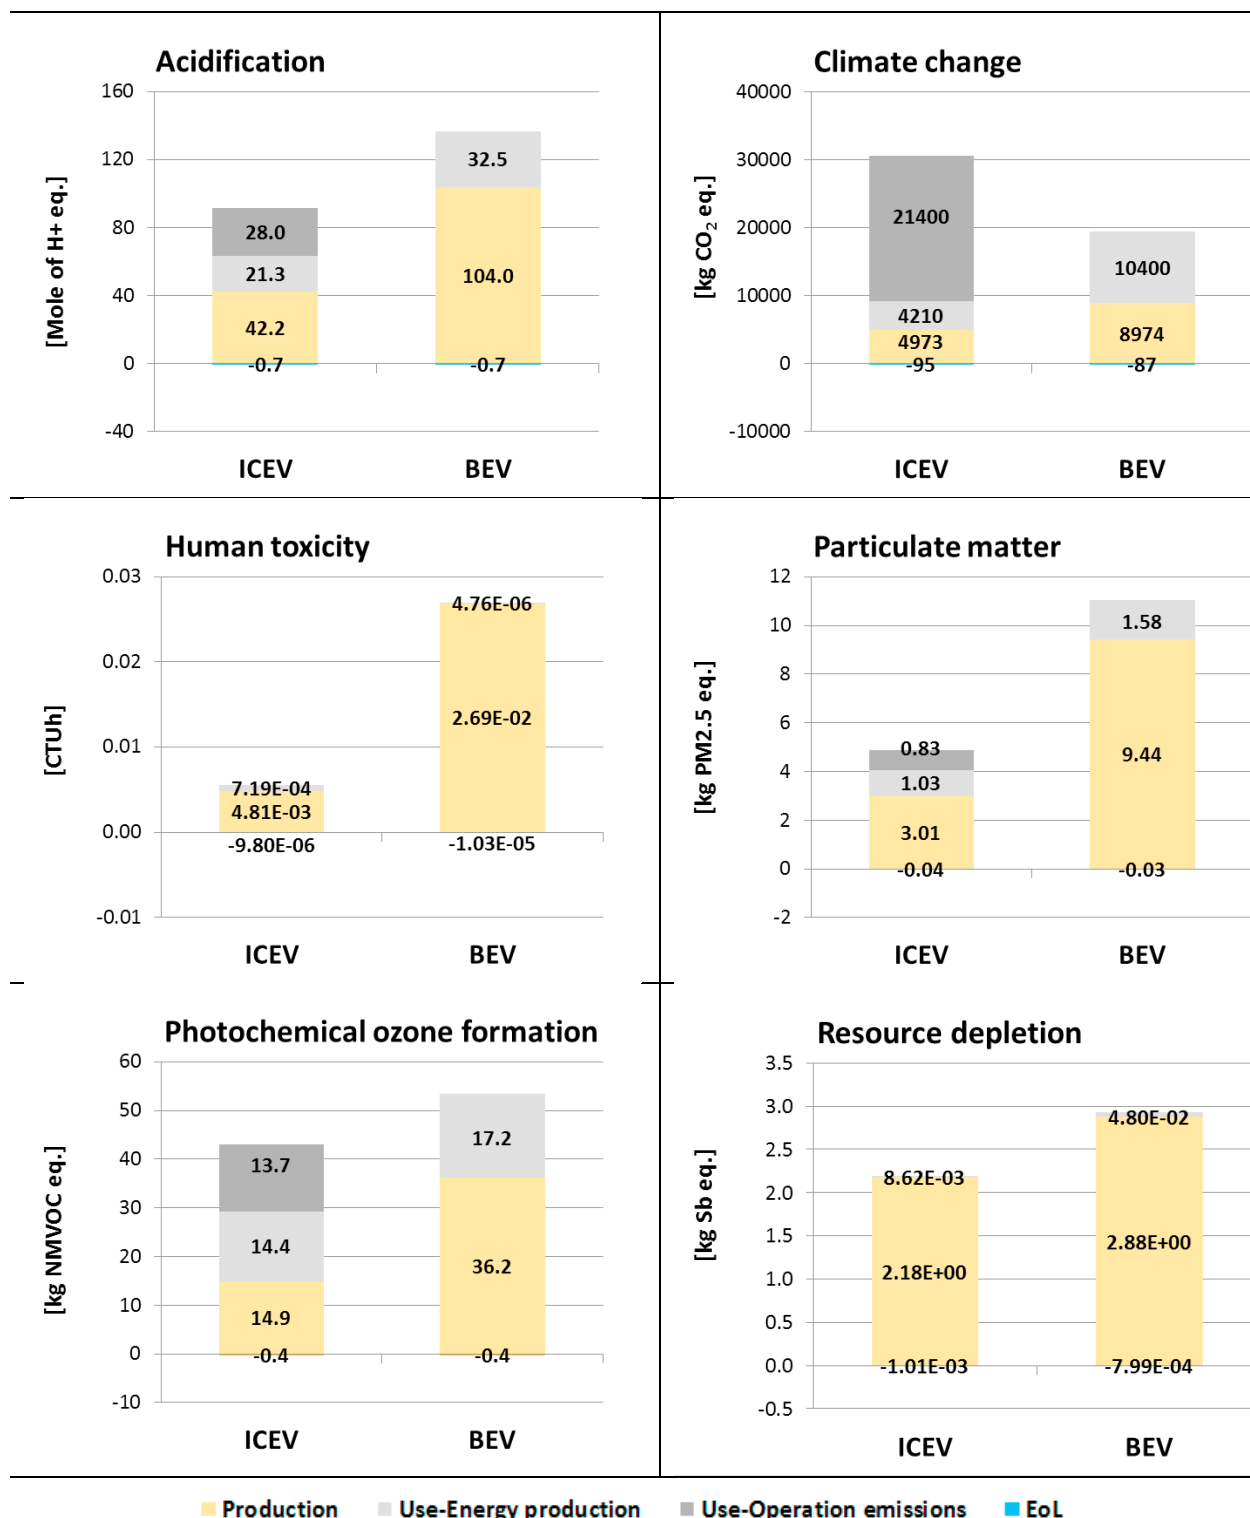 Acidification
160
120
80
40
0
-40
[Mole of H+ eq.]
28.0
21.3
42.2
-0.7
32.5
104.0
-0.7
ICEV BEV
Climate change
40000
30000
20000
10000
0
-10000
[kg CO₂ eq.]
21400
4210
4973
-95
10400
8974
-87
ICEV BEV
Human toxicity
0.03
0.02
0.01
0.00
-0.01
[CTUh]
7.19E-04
4.81E-03
-9.80E-06
4.76E-06
2.69E-02
-1.03E-05
ICEV BEV
Particulate matter
12
10
8
6
4
2
0
-2
[kg PM2.5 eq.]
0.83
1.03
3.01
-0.04
1.58
9.44
-0.03
ICEV BEV
Photochemical ozone formation
60
50
40
30
20
10
0
-10
[kg NMVOC eq.]
13.7
14.4
14.9
-0.4
17.2
36.2
-0.4
ICEV BEV
Resource depletion
3.5
3.0
2.5
2.0
1.5
1.0
0.5
0.0
-0.5
[kg Sb eq.]
8.62E-03
2.18E+00
-1.01E-03
4.80E-02
2.88E+00
-7.99E-04
ICEV BEV
Production Use-Energy production Use-Operation emissions EoL